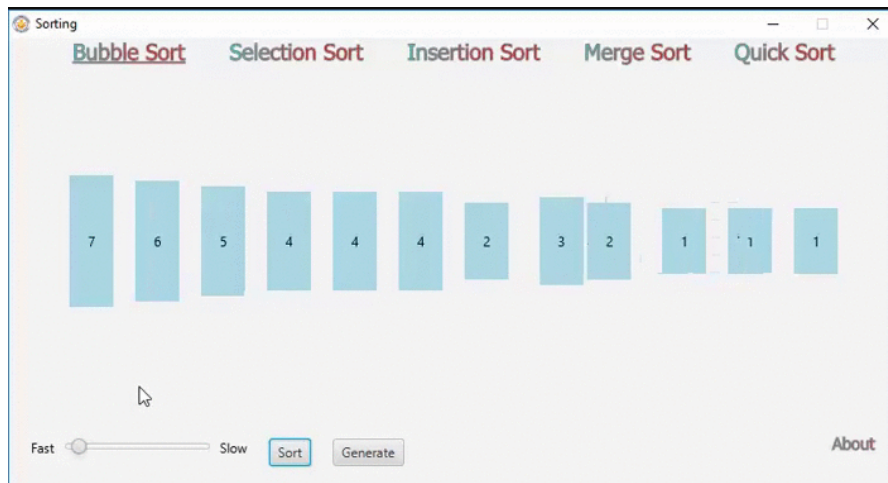 Sorting
Bubble Sort Selection Sort Insertion Sort Merge Sort Quick Sort
7 6 5 4 4 4 2 3 2 1 1 1
Fast Slow Sort Generate About